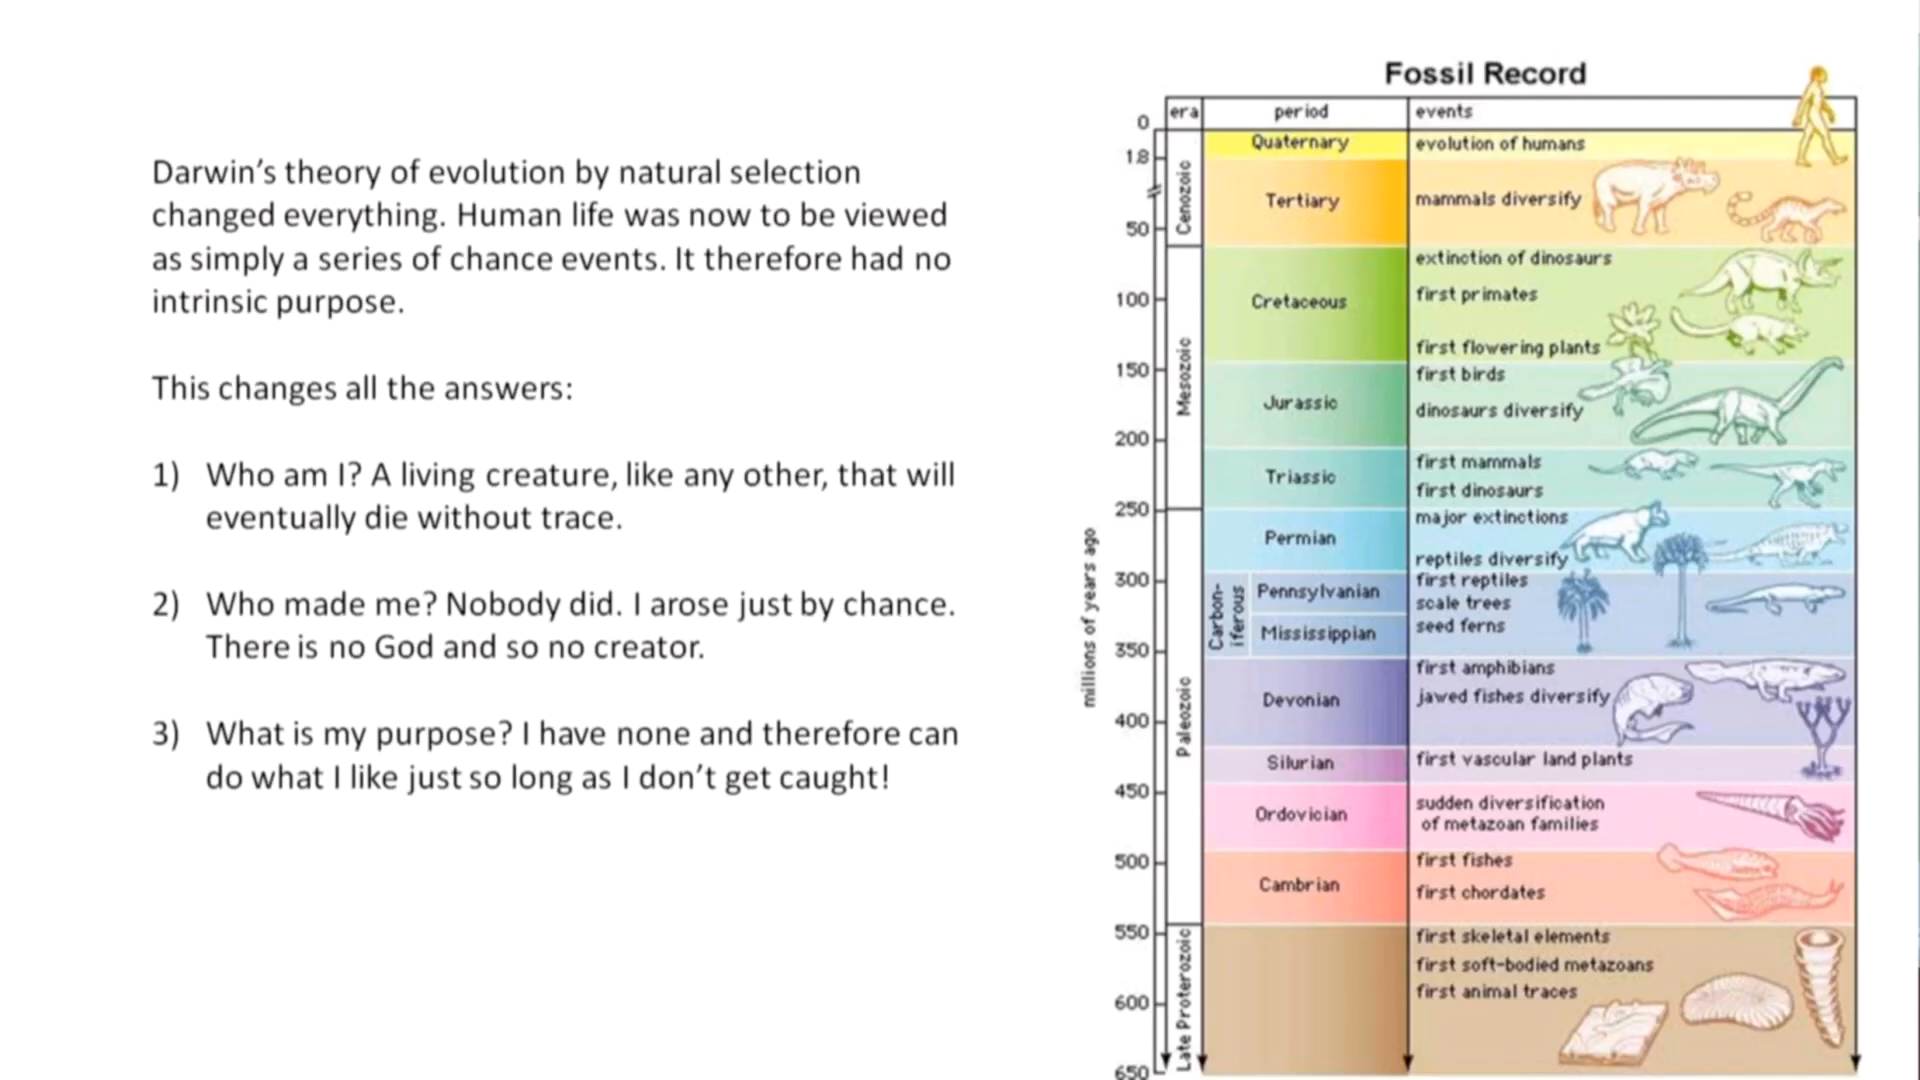 Darwin's theory of evolution by natural selection
changed everything. Human life was now to be viewed
as simply a series of chance events. It therefore had no
intrinsic purpose.
This changes all the answers:
1) Who am I? A living creature, like any other, that will
eventually die without trace.
2) Who made me? Nobody did. I arose just by chance.
There is no God and so no creator.
3) What is my purpose? I have none and therefore can
do what I like just so long as I don't get caught!
Fossil Record
era period events
0
1.8
50
100
150
200
250
300
350
400
450
500
550
600
650
millions of years ago
Cenozoic
Mesozoic
Paleozoic
Late Proterozoic
Quaternary
evolution of humans
Tertiary
mammals diversify
Cretaceous
extinction of dinosaurs
first primates
first flowering plants
Jurassic
first birds
dinosaurs diversify
Triassic
first mammals
first dinosaurs
Permian
major extinctions
reptiles diversify
Carbon-
iferous
Pennsylvanian
Mississippian
first reptiles
scale trees
seed ferns
Devonian
first amphibians
jawed fishes diversify
Silurian
first vascular land plants
Ordovician
sudden diversification
of metazoan families
Cambrian
first fishes
first chordates
first skeletal elements
first soft-bodied metazoans
first animal traces